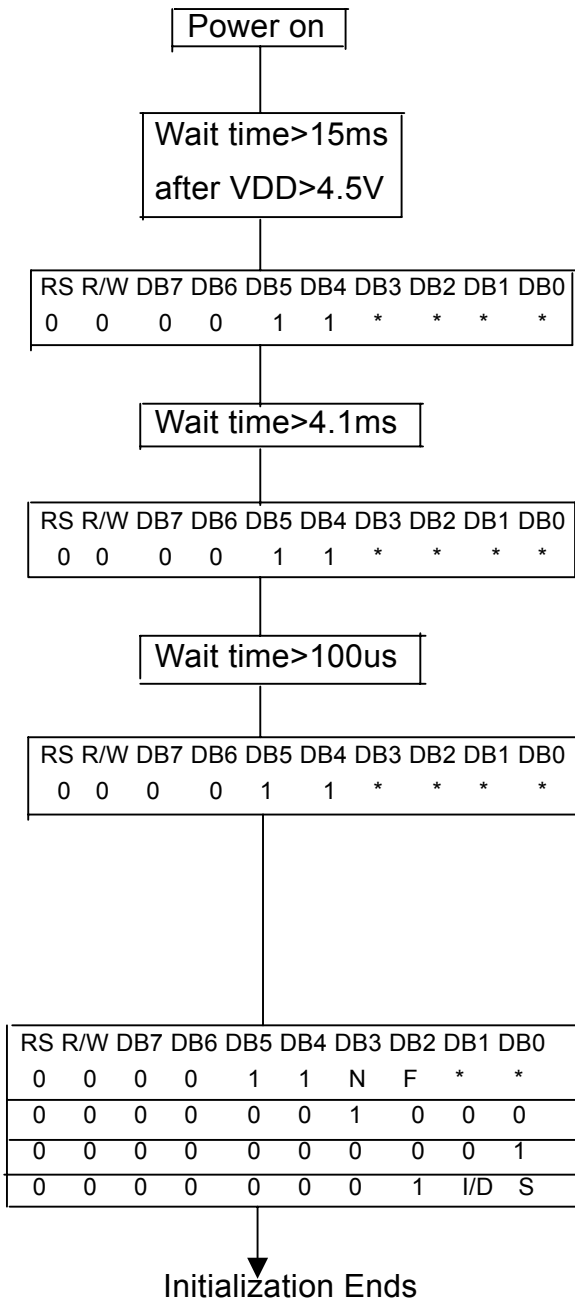 Power on
Wait time>15ms
after VDD>4.5V
RS R/W DB7 DB6 DB5 DB4 DB3 DB2 DB1 DB0
0 0 0 0 1 1 * * * *
Wait time>4.1ms
RS R/W DB7 DB6 DB5 DB4 DB3 DB2 DB1 DB0
0 0 0 0 1 1 * * * *
Wait time>100us
RS R/W DB7 DB6 DB5 DB4 DB3 DB2 DB1 DB0
0 0 0 0 1 1 * * * *
RS R/W DB7 DB6 DB5 DB4 DB3 DB2 DB1 DB0
0 0 0 0 1 1 N F * *
0 0 0 0 0 0 1 0 0 0
0 0 0 0 0 0 0 0 0 1
0 0 0 0 0 0 0 1 I/D S
Initialization Ends